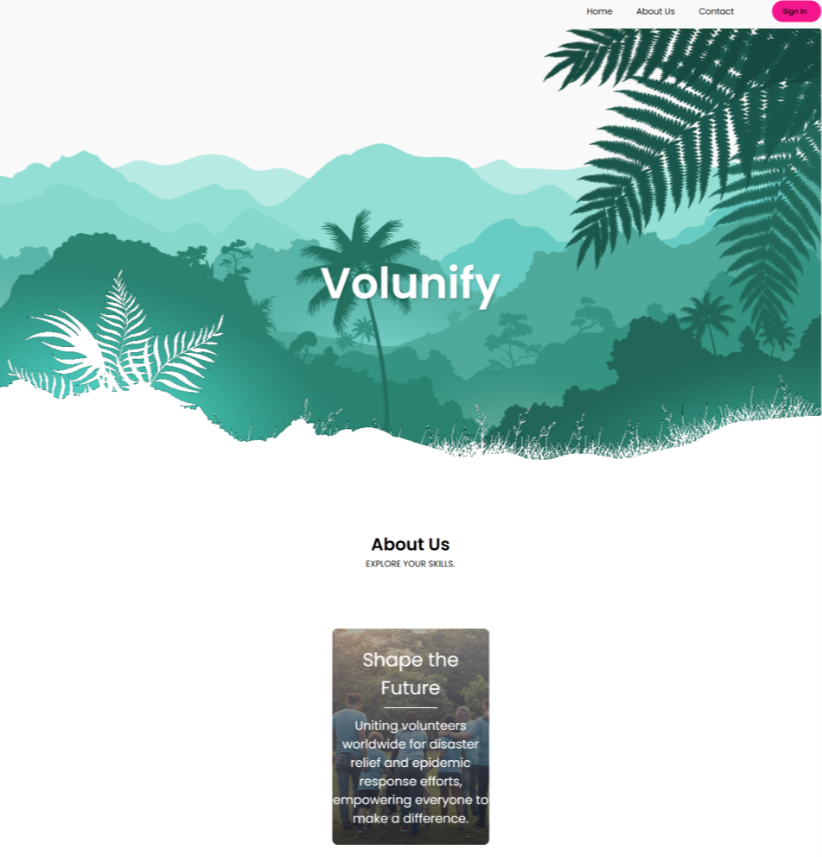 Home About Us Contact Sign In
Volunify
About Us
EXPLORE YOUR SKILLS.
Shape the
Future
Uniting volunteers
worldwide for disaster
relief and epidemic
response efforts,
empowering everyone to
make a difference.